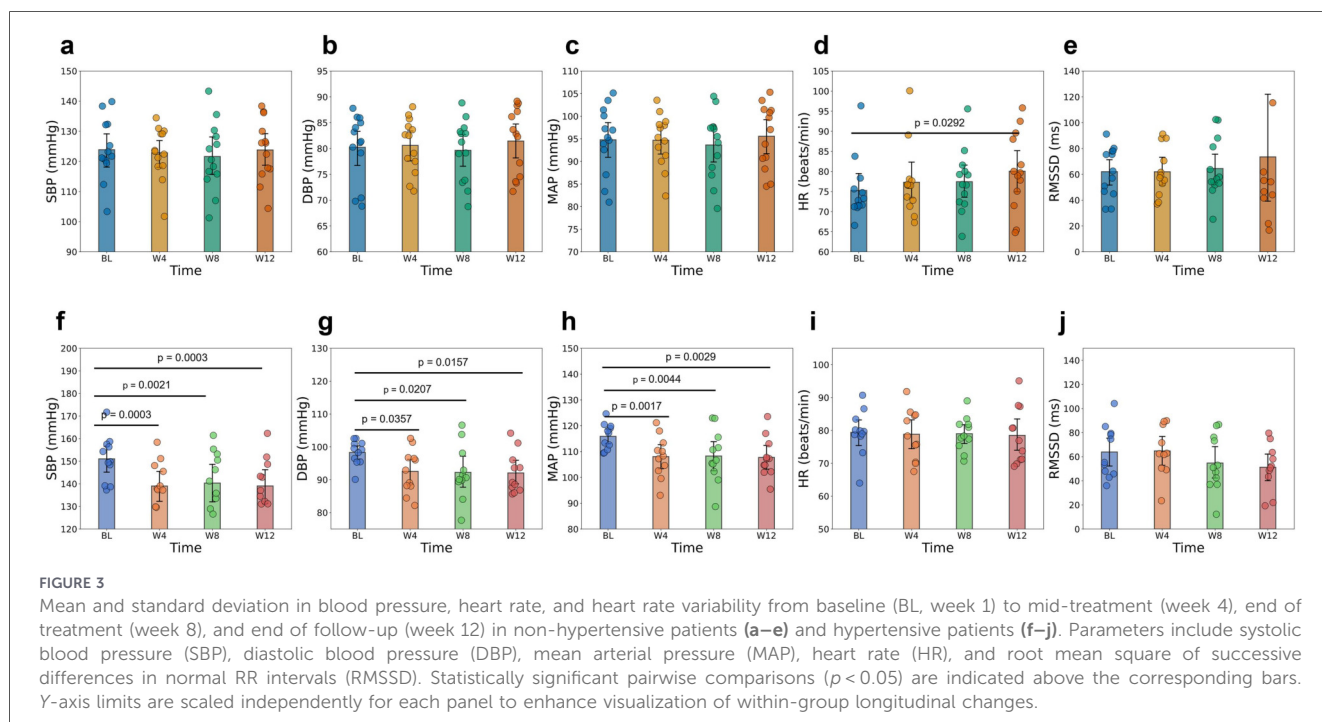 a
b
c
d
e
150
140
130
120
110
100
90
SBP (mmHg)
BL W4 W8 W12
Time
95
90
85
80
75
70
65
60
DBP (mmHg)
BL W4 W8 W12
Time
110
105
100
95
90
85
80
75
70
MAP (mmHg)
BL W4 W8 W12
Time
100
95
90
85
80
75
70
65
60
HR (beats/min)
p = 0.0292
BL W4 W8 W12
Time
140
120
100
80
60
40
20
0
RMSSD (ms)
BL W4 W8 W12
Time
f
g
h
i
j
200
190
180
170
160
150
140
130
120
SBP (mmHg)
p = 0.0003
p = 0.0021
p = 0.0003
BL W4 W8 W12
Time
130
120
110
100
90
DBP (mmHg)
p = 0.0157
p = 0.0207
p = 0.0357
BL W4 W8 W12
Time
150
140
130
120
110
100
90
80
MAP (mmHg)
p = 0.0029
p = 0.0044
p = 0.0017
BL W4 W8 W12
Time
100
90
80
70
60
50
HR (beats/min)
BL W4 W8 W12
Time
140
120
100
80
60
40
20
0
RMSSD (ms)
BL W4 W8 W12
Time
FIGURE 3
Mean and standard deviation in blood pressure, heart rate, and heart rate variability from baseline (BL, week 1) to mid-treatment (week 4), end of
treatment (week 8), and end of follow-up (week 12) in non-hypertensive patients (a–e) and hypertensive patients (f–j). Parameters include systolic
blood pressure (SBP), diastolic blood pressure (DBP), mean arterial pressure (MAP), heart rate (HR), and root mean square of successive
differences in normal RR intervals (RMSSD). Statistically significant pairwise comparisons (p < 0.05) are indicated above the corresponding bars.
Y-axis limits are scaled independently for each panel to enhance visualization of within-group longitudinal changes.